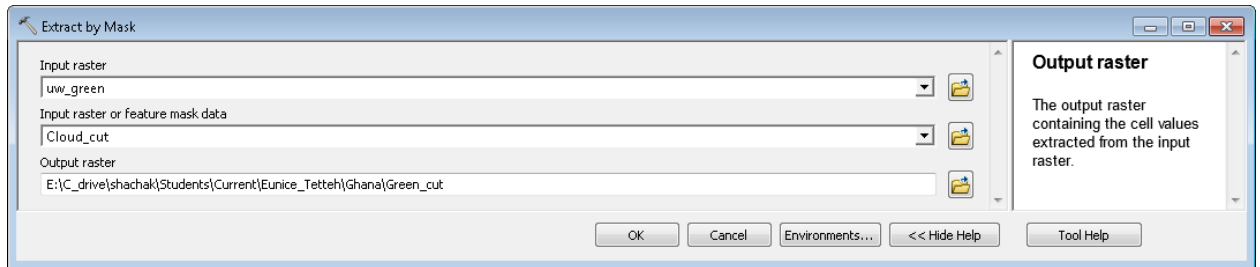 Extract by Mask
Input raster
uw_green
Input raster or feature mask data
Cloud_cut
Output raster
E:\C_drive\shachak\Students\Current\Eunice_Tetteh\Ghana\Green_cut
OK
Cancel
Environments...
<< Hide Help
Output raster
The output raster
containing the cell values
extracted from the input
raster.
Tool Help